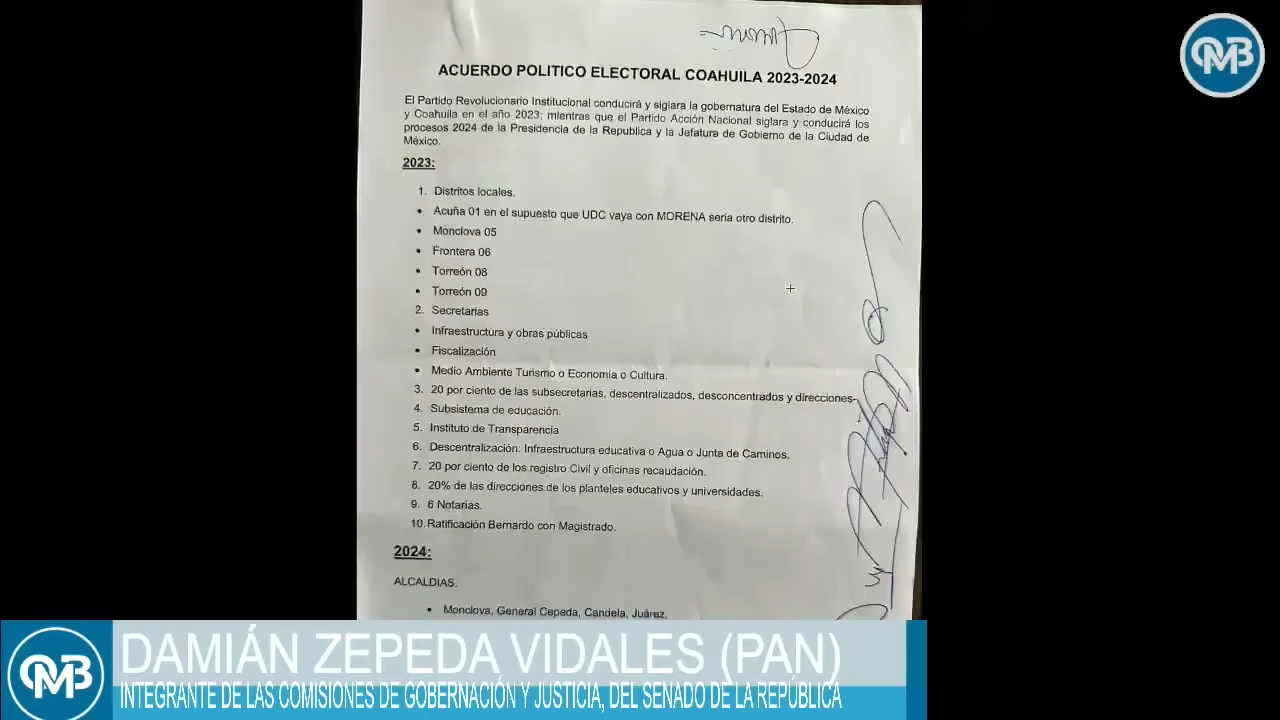 ACUERDO POLITICO ELECTORAL COAHUILA 2023-2024
El Partido Revolucionario Institucional conducirá y siglara la gobernatura del Estado de México
y Coahuila en el año 2023; mientras que el Partido Acción Nacional siglara y conducirá los
procesos 2024 de la Presidencia de la Republica y la Jefatura de Gobierno de la Ciudad de
México.
2023:
1. Distritos locales.
• Acuña 01 en el supuesto que UDC vaya con MORENA seria otro distrito.
• Monclova 05
• Frontera 06
• Torreón 08
• Torreón 09
2. Secretarias
• Infraestructura y obras públicas
• Fiscalización
• Medio Ambiente Turismo o Economía o Cultura.
3. 20 por ciento de las subsecretarias, descentralizados, desconcentrados y direcciones
4. Subsistema de educación.
5. Instituto de Transparencia
6. Descentralización: Infraestructura educativa o Agua o Junta de Caminos.
7. 20 por ciento de los registro Civil y oficinas recaudación.
8. 20% de las direcciones de los planteles educativos y universidades.
9. 6 Notarias.
10. Ratificación Bernardo con Magistrado.
2024:
ALCALDIAS.
• Monclova, General Cepeda, Candela, Juárez.
DAMIÁN ZEPEDA VIDALES (PAN)
INTEGRANTE DE LAS COMISIONES DE GOBERNACIÓN Y JUSTICIA, DEL SENADO DE LA REPÚBLICA